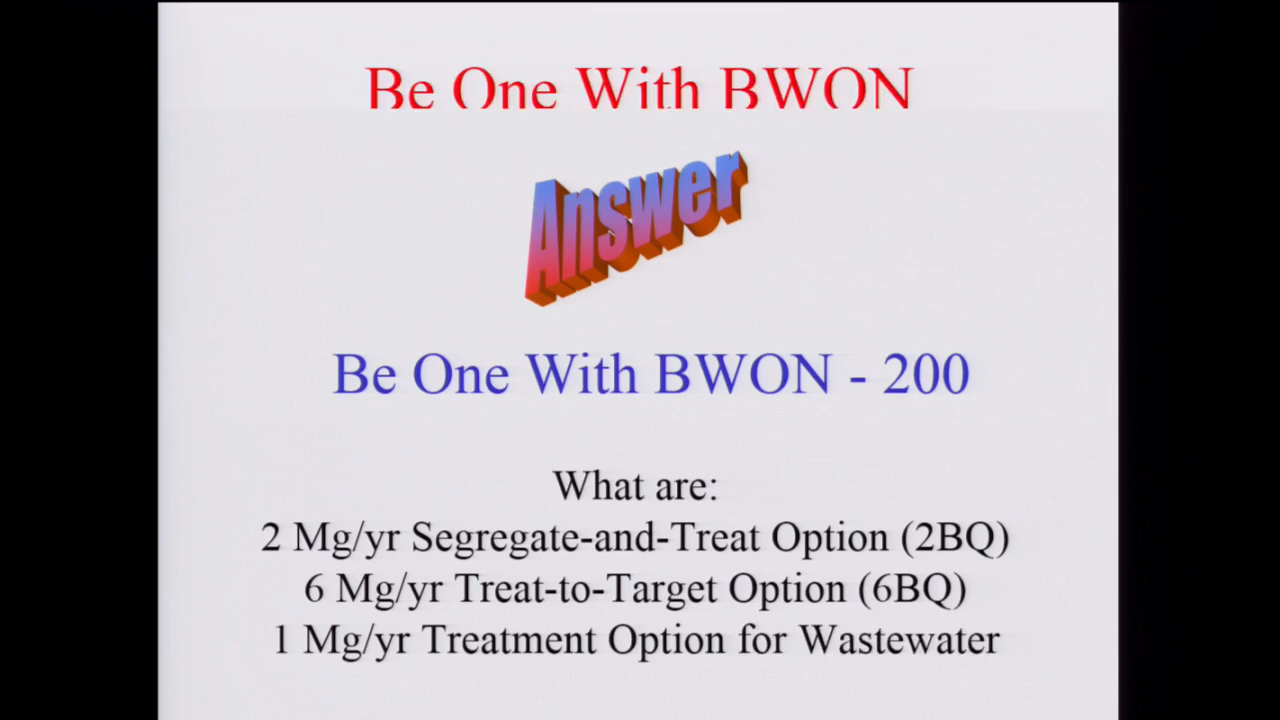 Be One With BWON
Answer
Be One With BWON - 200
What are:
2 Mg/yr Segregate-and-Treat Option (2BQ)
6 Mg/yr Treat-to-Target Option (6BQ)
1 Mg/yr Treatment Option for Wastewater